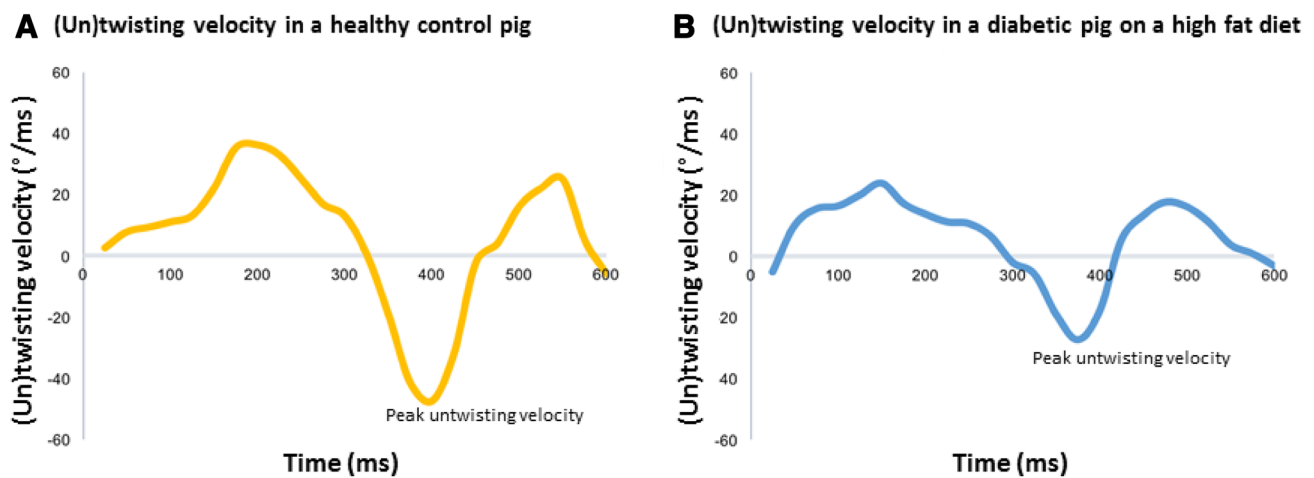 A (Un)twisting velocity in a healthy control pig
(Un)twisting velocity (°/ms)
60
40
20
0
-20
-40
-60
0 100 200 300 400 500 600
Peak untwisting velocity
Time (ms)
B (Un)twisting velocity in a diabetic pig on a high fat diet
(Un)twisting velocity (°/ms)
60
40
20
0
20
40
-60
0 100 200 300 400 500 600
Peak untwisting velocity
Time (ms)